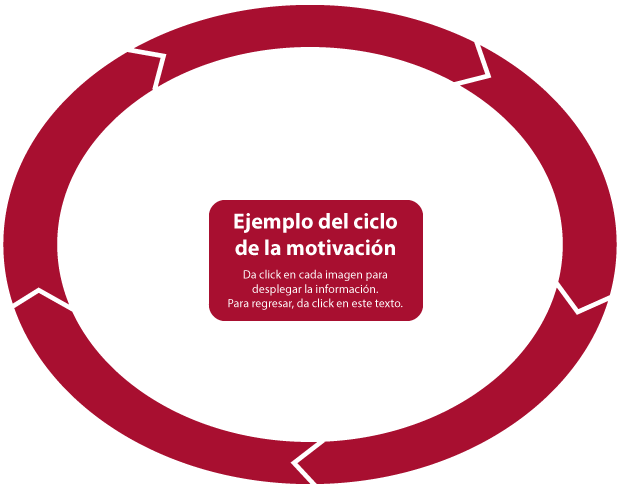 Ejemplo del ciclo
de la motivación
Da click en cada imagen para
desplegar la información.
Para regresar, da click en este texto.